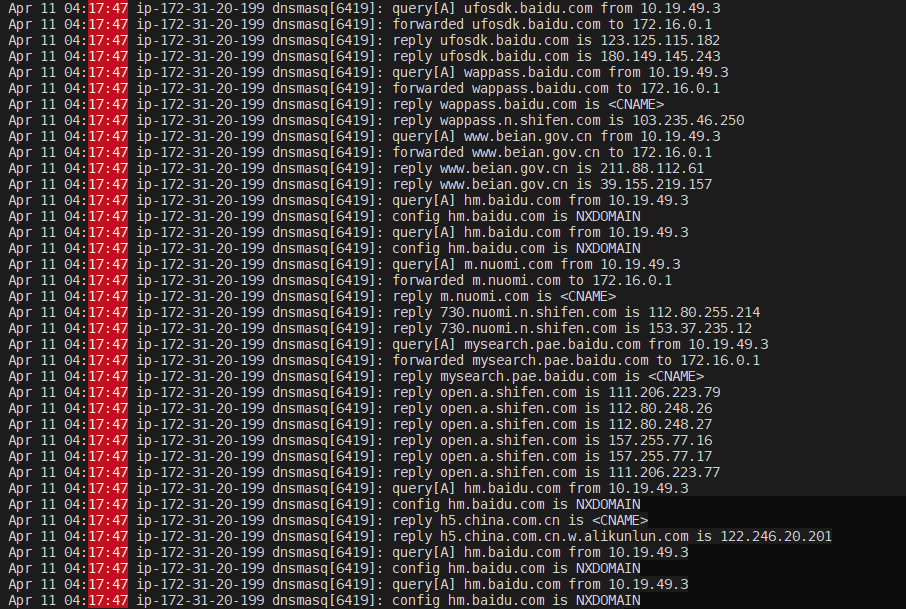 Apr 11 04:17:47 ip-172-31-20-199 dnsmasq[6419]: query[A] ufosdk.baidu.com from 10.19.49.3
Apr 11 04:17:47 ip-172-31-20-199 dnsmasq[6419]: forwarded ufosdk.baidu.com to 172.16.0.1
Apr 11 04:17:47 ip-172-31-20-199 dnsmasq[6419]: reply ufosdk.baidu.com is 123.125.115.182
Apr 11 04:17:47 ip-172-31-20-199 dnsmasq[6419]: reply ufosdk.baidu.com is 180.149.145.243
Apr 11 04:17:47 ip-172-31-20-199 dnsmasq[6419]: query[A] wappass.baidu.com from 10.19.49.3
Apr 11 04:17:47 ip-172-31-20-199 dnsmasq[6419]: forwarded wappass.baidu.com to 172.16.0.1
Apr 11 04:17:47 ip-172-31-20-199 dnsmasq[6419]: reply wappass.baidu.com is <CNAME>
Apr 11 04:17:47 ip-172-31-20-199 dnsmasq[6419]: reply wappass.n.shifen.com is 103.235.46.250
Apr 11 04:17:47 ip-172-31-20-199 dnsmasq[6419]: query[A] www.beian.gov.cn from 10.19.49.3
Apr 11 04:17:47 ip-172-31-20-199 dnsmasq[6419]: forwarded www.beian.gov.cn to 172.16.0.1
Apr 11 04:17:47 ip-172-31-20-199 dnsmasq[6419]: reply www.beian.gov.cn is 211.88.112.61
Apr 11 04:17:47 ip-172-31-20-199 dnsmasq[6419]: reply www.beian.gov.cn is 39.155.219.157
Apr 11 04:17:47 ip-172-31-20-199 dnsmasq[6419]: query[A] hm.baidu.com from 10.19.49.3
Apr 11 04:17:47 ip-172-31-20-199 dnsmasq[6419]: config hm.baidu.com is NXDOMAIN
Apr 11 04:17:47 ip-172-31-20-199 dnsmasq[6419]: query[A] hm.baidu.com from 10.19.49.3
Apr 11 04:17:47 ip-172-31-20-199 dnsmasq[6419]: config hm.baidu.com is NXDOMAIN
Apr 11 04:17:47 ip-172-31-20-199 dnsmasq[6419]: query[A] m.nuomi.com from 10.19.49.3
Apr 11 04:17:47 ip-172-31-20-199 dnsmasq[6419]: forwarded m.nuomi.com to 172.16.0.1
Apr 11 04:17:47 ip-172-31-20-199 dnsmasq[6419]: reply m.nuomi.com is <CNAME>
Apr 11 04:17:47 ip-172-31-20-199 dnsmasq[6419]: reply 730.nuomi.n.shifen.com is 112.80.255.214
Apr 11 04:17:47 ip-172-31-20-199 dnsmasq[6419]: reply 730.nuomi.n.shifen.com is 153.37.235.12
Apr 11 04:17:47 ip-172-31-20-199 dnsmasq[6419]: query[A] mysearch.pae.baidu.com from 10.19.49.3
Apr 11 04:17:47 ip-172-31-20-199 dnsmasq[6419]: forwarded mysearch.pae.baidu.com to 172.16.0.1
Apr 11 04:17:47 ip-172-31-20-199 dnsmasq[6419]: reply mysearch.pae.baidu.com is <CNAME>
Apr 11 04:17:47 ip-172-31-20-199 dnsmasq[6419]: reply open.a.shifen.com is 111.206.223.79
Apr 11 04:17:47 ip-172-31-20-199 dnsmasq[6419]: reply open.a.shifen.com is 112.80.248.26
Apr 11 04:17:47 ip-172-31-20-199 dnsmasq[6419]: reply open.a.shifen.com is 112.80.248.27
Apr 11 04:17:47 ip-172-31-20-199 dnsmasq[6419]: reply open.a.shifen.com is 157.255.77.16
Apr 11 04:17:47 ip-172-31-20-199 dnsmasq[6419]: reply open.a.shifen.com is 157.255.77.17
Apr 11 04:17:47 ip-172-31-20-199 dnsmasq[6419]: reply open.a.shifen.com is 111.206.223.77
Apr 11 04:17:47 ip-172-31-20-199 dnsmasq[6419]: query[A] hm.baidu.com from 10.19.49.3
Apr 11 04:17:47 ip-172-31-20-199 dnsmasq[6419]: config hm.baidu.com is NXDOMAIN
Apr 11 04:17:47 ip-172-31-20-199 dnsmasq[6419]: reply h5.china.com.cn is <CNAME>
Apr 11 04:17:47 ip-172-31-20-199 dnsmasq[6419]: reply h5.china.com.cn.w.alikunlun.com is 122.246.20.201
Apr 11 04:17:47 ip-172-31-20-199 dnsmasq[6419]: query[A] hm.baidu.com from 10.19.49.3
Apr 11 04:17:47 ip-172-31-20-199 dnsmasq[6419]: config hm.baidu.com is NXDOMAIN
Apr 11 04:17:47 ip-172-31-20-199 dnsmasq[6419]: query[A] hm.baidu.com from 10.19.49.3
Apr 11 04:17:47 ip-172-31-20-199 dnsmasq[6419]: config hm.baidu.com is NXDOMAIN